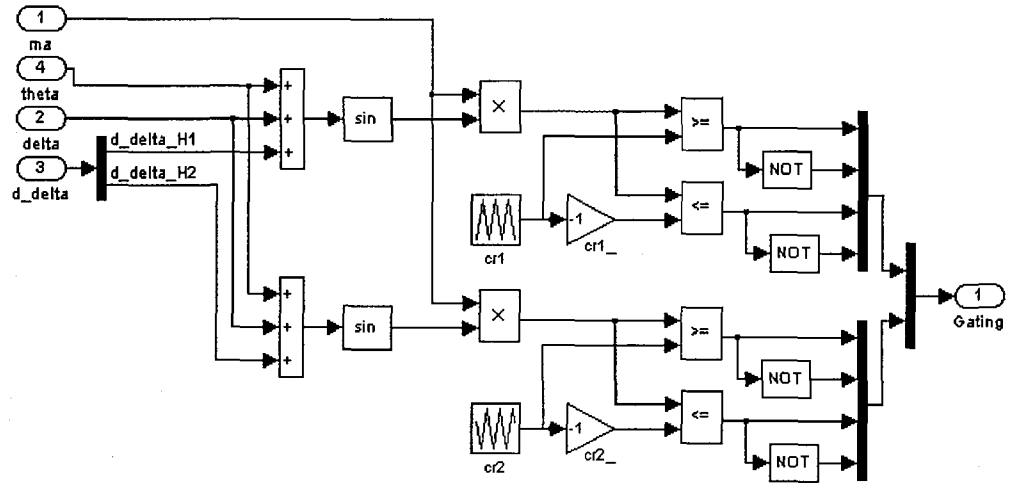 1
ma
4
theta
2
delta
3
d_delta
d_delta_H1
d_delta_H2
+
+
+
sin
×
>=
NOT
<=
NOT
cr1
-1
cr1_
+
+
+
sin
×
>=
NOT
<=
NOT
cr2
-1
cr2_
1
Gating